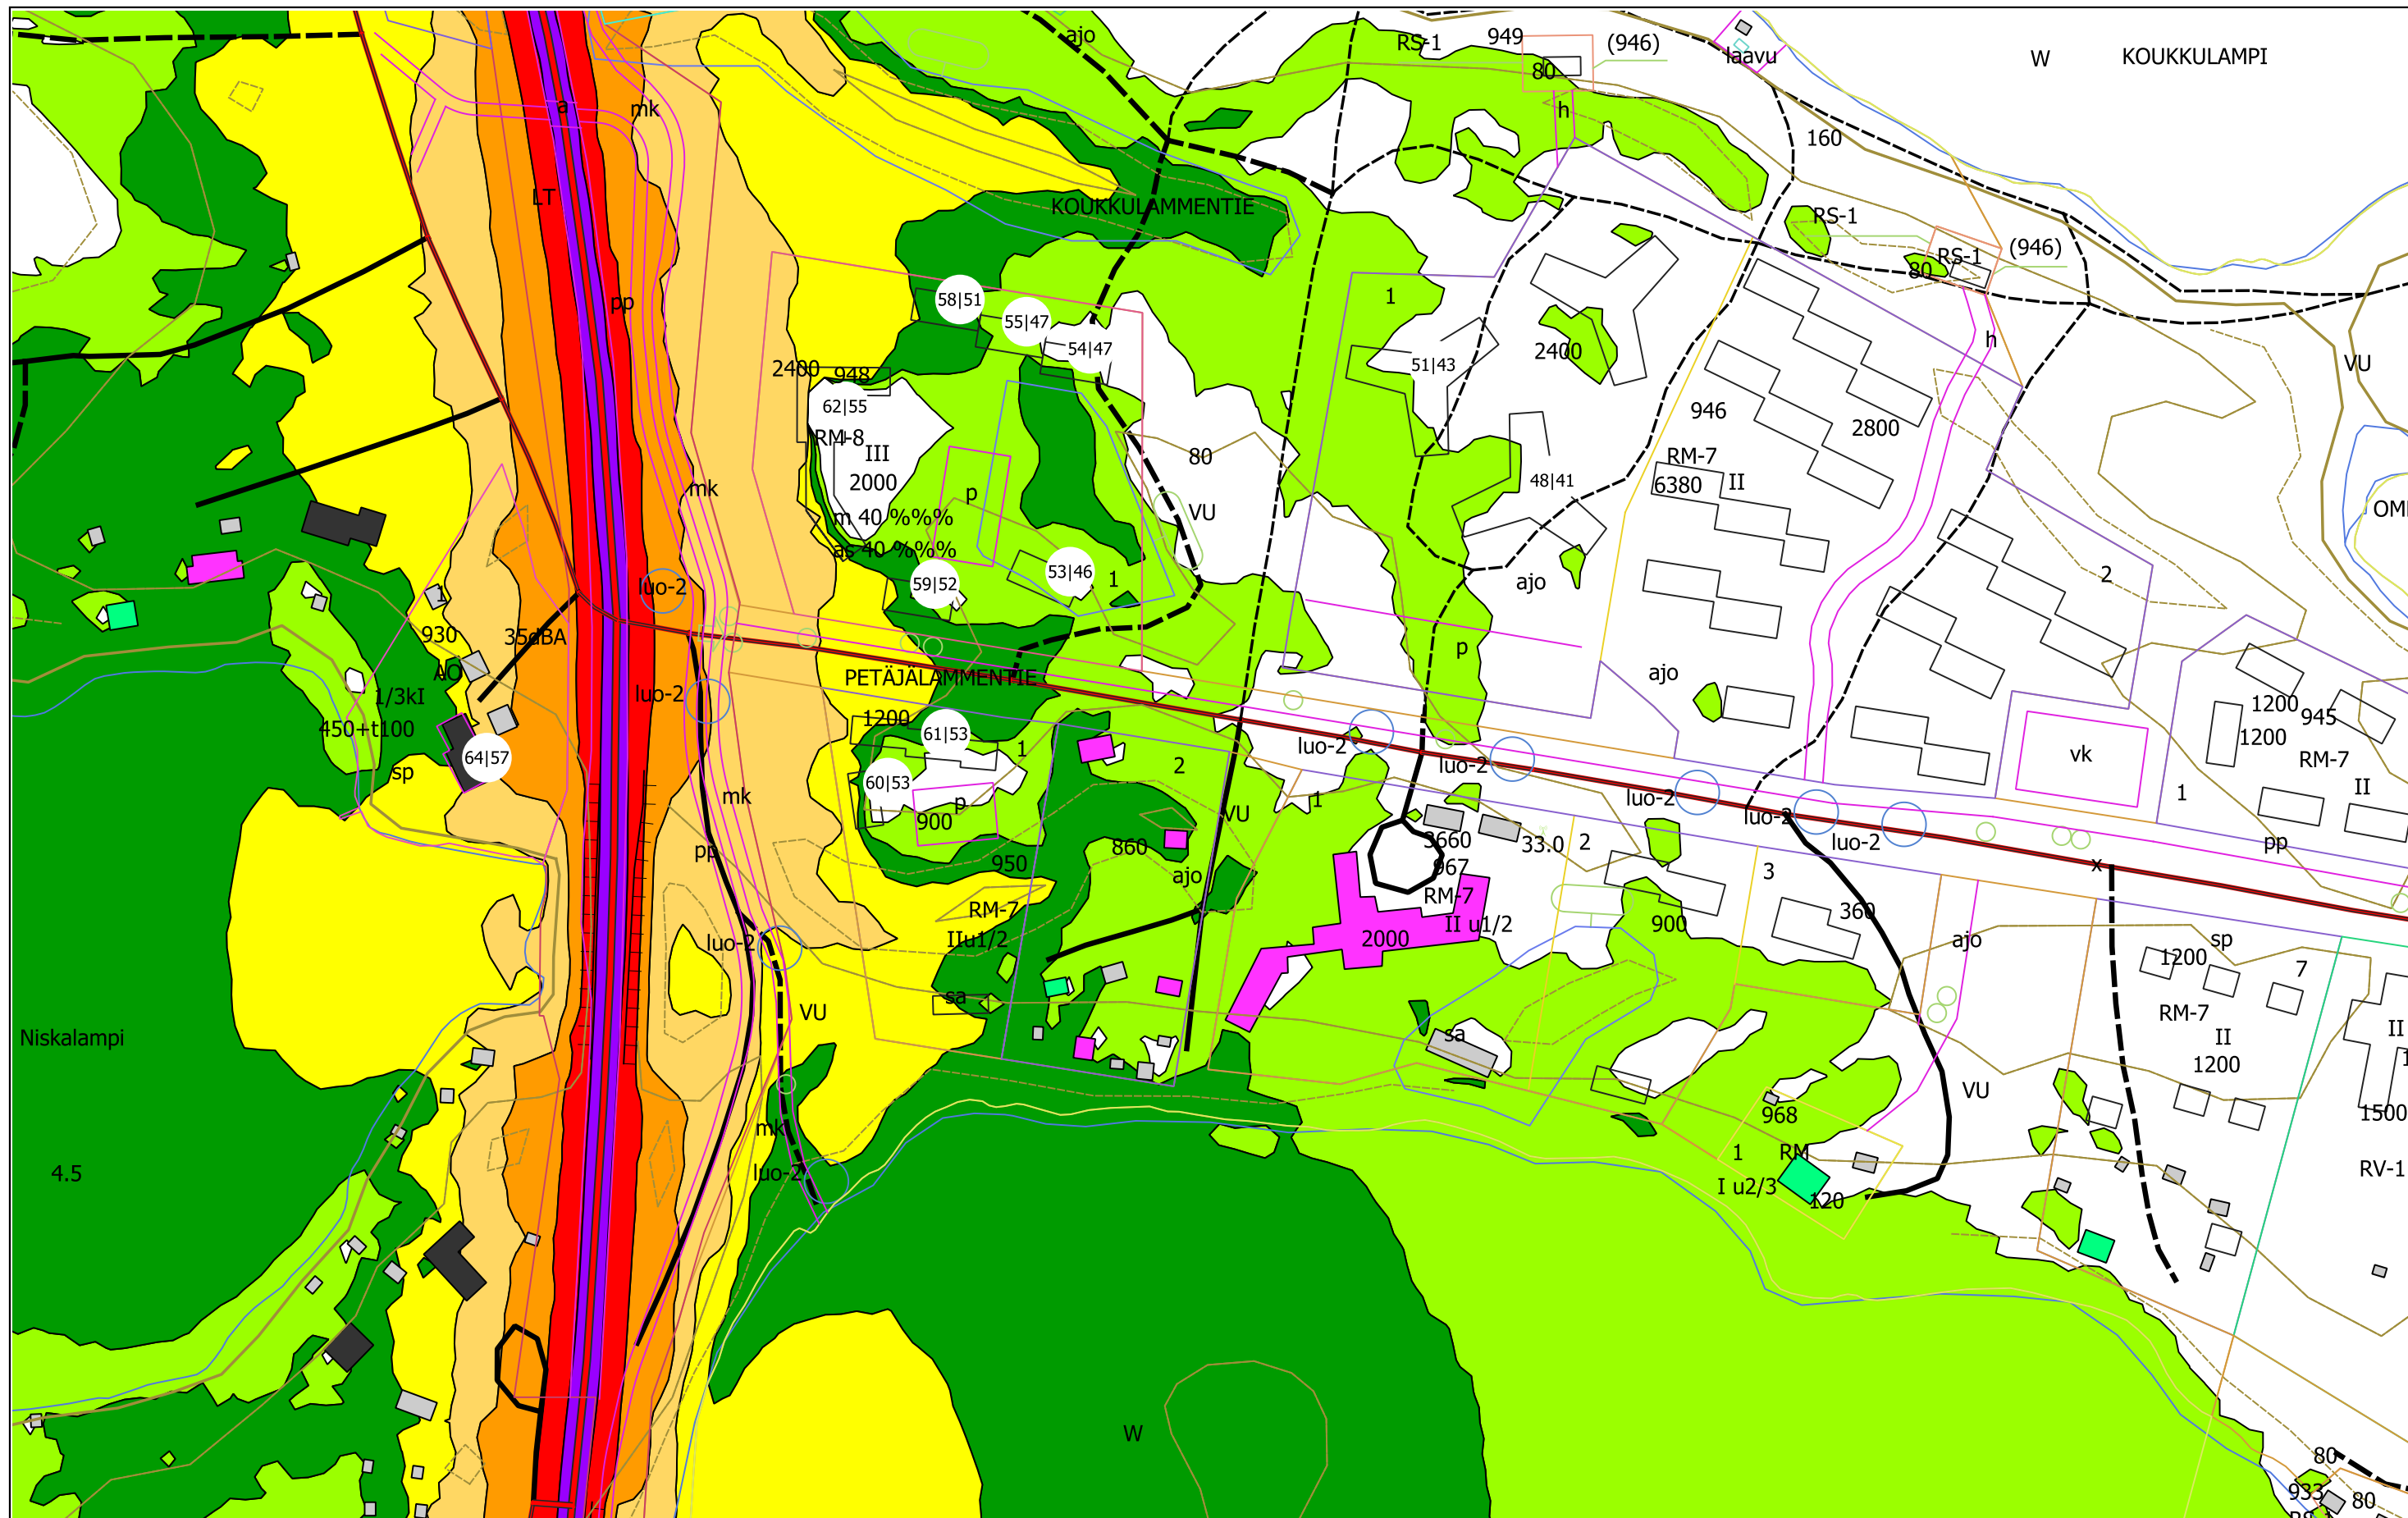 ajo
RS-1
949
(946)
laavu
W
KOUKKULAMPI
80
a
mk
h
160
LT
KOUKKULAMMENTIE
RS-1
RS-1
(946)
80
58|51
pp
1
55|47
h
54|47
2400
51|43
VU
2400
948
62|55
946
RM-8
2800
III
80
RM-7
2000
p
mk
6380
II
48|41
m 40 %%%
VU
OM
as 40 %%%
53|46
1
59|52
luo-2
ajo
2
1
930
35dBA
p
AO
PETÄJÄLAMMENTIE
ajo
1/3kI
luo-2
1200
1200
945
450+t100
61|53
1
luo-2
1200
64|57
sp
2
luo-2
vk
RM-7
60|53
p
mk
1
luo-2
1
II
900
VU
luo-2
860
3660
33.0
2
luo-2
pp
pp
950
967
x
ajo
3
RM-7
RM-7
360
IIu1/2
II u1/2
900
luo-2
2000
ajo
sp
1200
7
sa
VU
RM-7
Niskalampi
sa
II
II
1200
1
VU
968
1500
mk
1
RM
4.5
luo-2
I u2/3
RV-1
120
W
80
933
80
RS-1